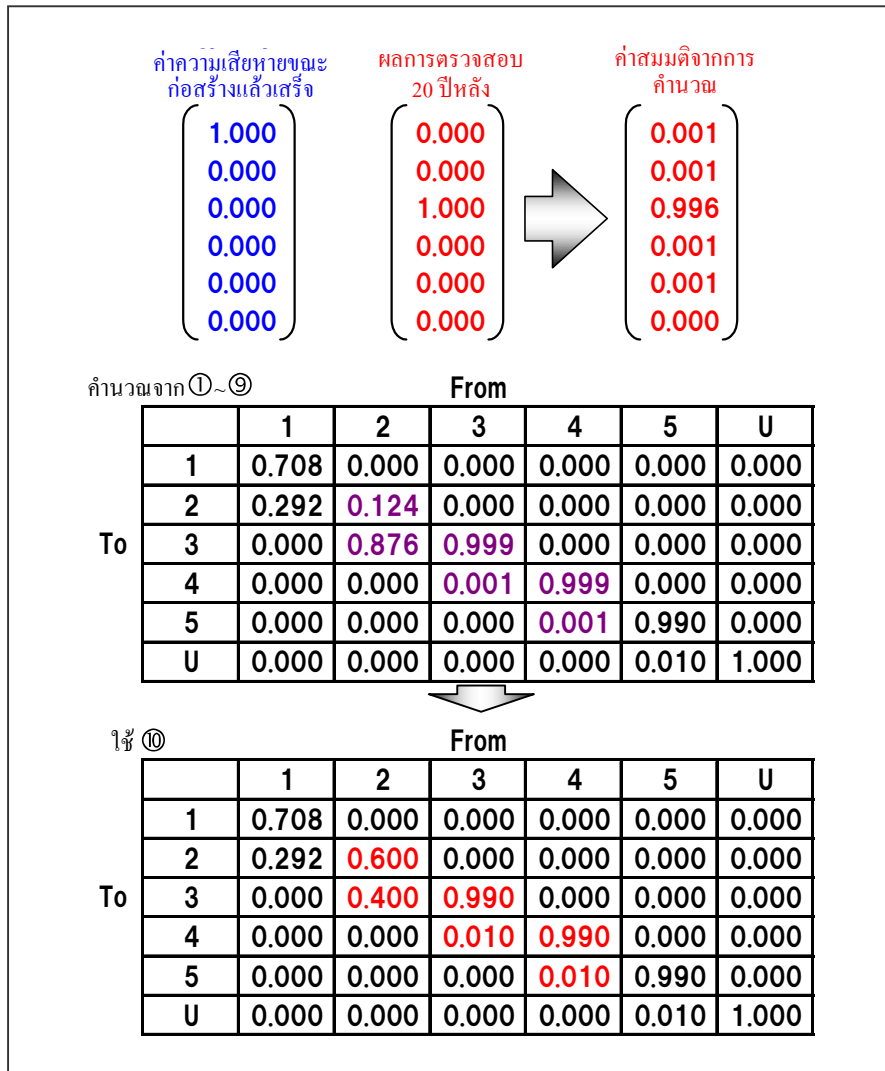 ค่าความเสียหายขณะ ก่อสร้างแล้วเสร็จ
ผลการตรวจสอบ 20 ปีหลัง
ค่าสมมติจากการ คำนวณ
1.000 0.000 0.001
0.000 0.000 0.001
0.000 1.000 0.996
0.000 0.000 0.001
0.000 0.000 0.001
0.000 0.000 0.000
คำนวณจาก ①~⑨ From
1 2 3 4 5 U
1 0.708 0.000 0.000 0.000 0.000 0.000
2 0.292 0.124 0.000 0.000 0.000 0.000
To 3 0.000 0.876 0.999 0.000 0.000 0.000
4 0.000 0.000 0.001 0.999 0.000 0.000
5 0.000 0.000 0.000 0.001 0.990 0.000
U 0.000 0.000 0.000 0.000 0.010 1.000
ใช้ ⑩ From
1 2 3 4 5 U
1 0.708 0.000 0.000 0.000 0.000 0.000
2 0.292 0.600 0.000 0.000 0.000 0.000
To 3 0.000 0.400 0.990 0.000 0.000 0.000
4 0.000 0.000 0.010 0.990 0.000 0.000
5 0.000 0.000 0.000 0.010 0.990 0.000
U 0.000 0.000 0.000 0.000 0.010 1.000